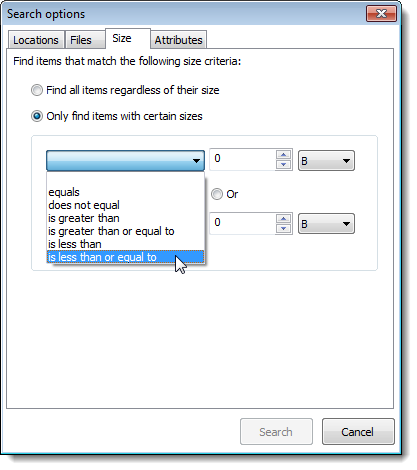 Search options
Locations Files Size Attributes
Find items that match the following size criteria:
Find all items regardless of their size
Only find items with certain sizes
0 B
equals
Or
does not equal
is greater than
is greater than or equal to
0 B
is less than
is less than or equal to
Search Cancel